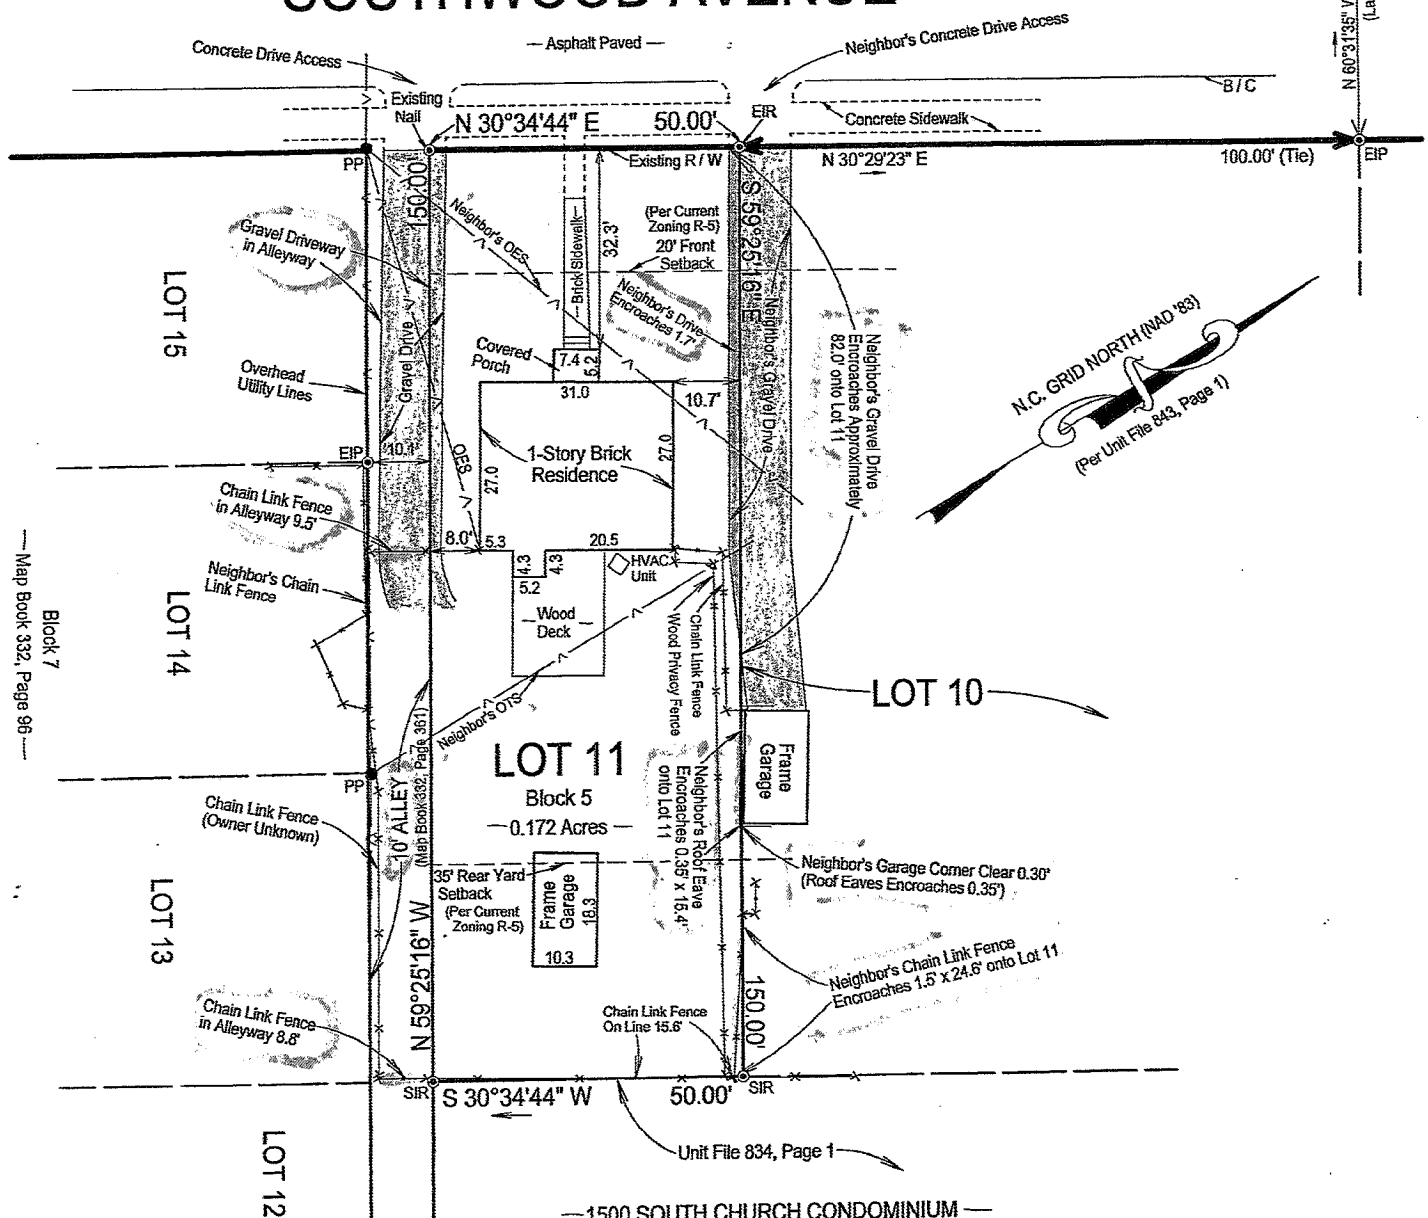 SOUTHWOOD AVENUE
Concrete Drive Access
Asphalt Paved
Neighbor's Concrete Drive Access
N 60°31'35"
B / C
Existing
Nail
N 30°34'44" E
50.00'
EIR
Concrete Sidewalk
PP
Existing R / W
N 30°29'23" E
100.00' (Tie)
EIP
150.00'
S 59°25'16" E
Neighbor's OES
Brick Sidewalk
32.3'
(Per Current
Zoning R-5)
20' Front
Setback
Gravel Driveway
in Alleyway
LOT 15
Neighbor's Drive
Encroaches 1.7'
Neighbor's Gravel Drive
Neighbor's Gravel Drive
Encroaches Approximately
82.0' onto Lot 11
N.C. GRID NORTH (NAD '83)
(Per Unit File 843, Page 1)
Gravel Drive
Covered
Porch
7.4
5.2
31.0
10.7'
Overhead
Utility Lines
EIP
10.1'
OES
1-Story Brick
Residence
27.0
27.0
Chain Link Fence
in Alleyway 9.5'
8.0'
5.3
20.5
4.3
4.3
5.2
HVAC
Unit
Neighbor's Chain
Link Fence
Wood
Deck
Chain Link Fence
Wood Privacy Fence
LOT 14
Block 7
Map Book 332, Page 96
LOT 10
Neighbor's OTS
10' ALLEY
(Map Book 332, Page 361)
LOT 11
Block 5
0.172 Acres
Neighbor's Roof Eave
Encroaches 0.35' x 15.4'
onto Lot 11
Frame
Garage
PP
Chain Link Fence
(Owner Unknown)
35' Rear Yard
Setback
(Per Current
Zoning R-5)
Frame
Garage
18.3
10.3
Neighbor's Garage Corner Clear 0.30'
(Roof Eaves Encroaches 0.35')
LOT 13
N 59°25'16" W
150.00'
Neighbor's Chain Link Fence
Encroaches 1.5' x 24.6' onto Lot 11
Chain Link Fence
in Alleyway 8.8'
Chain Link Fence
On Line 15.6'
SIR
S 30°34'44" W
50.00'
SIR
LOT 12
Unit File 834, Page 1
1500 SOUTH CHURCH CONDOMINIUM